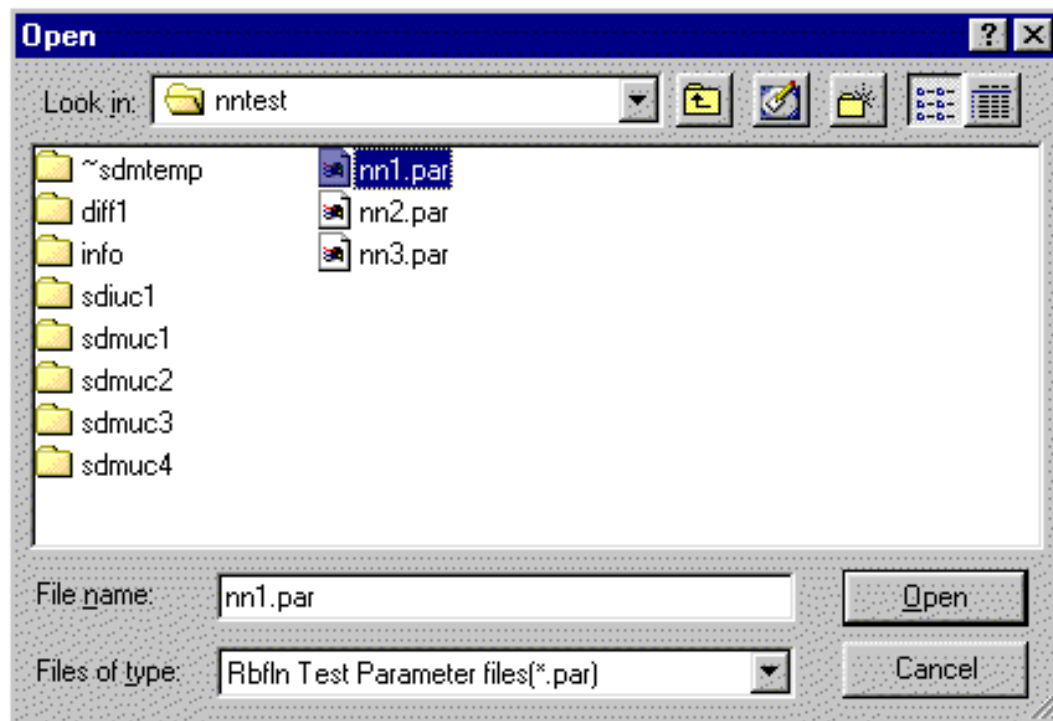 Open
Look in: nntest
~sdmtemp nn1.par
diff1 nn2.par
info nn3.par
sdiuc1
sdmuc1
sdmuc2
sdmuc3
sdmuc4
File name: nn1.par Open
Files of type: Rbfln Test Parameter files(*.par) Cancel